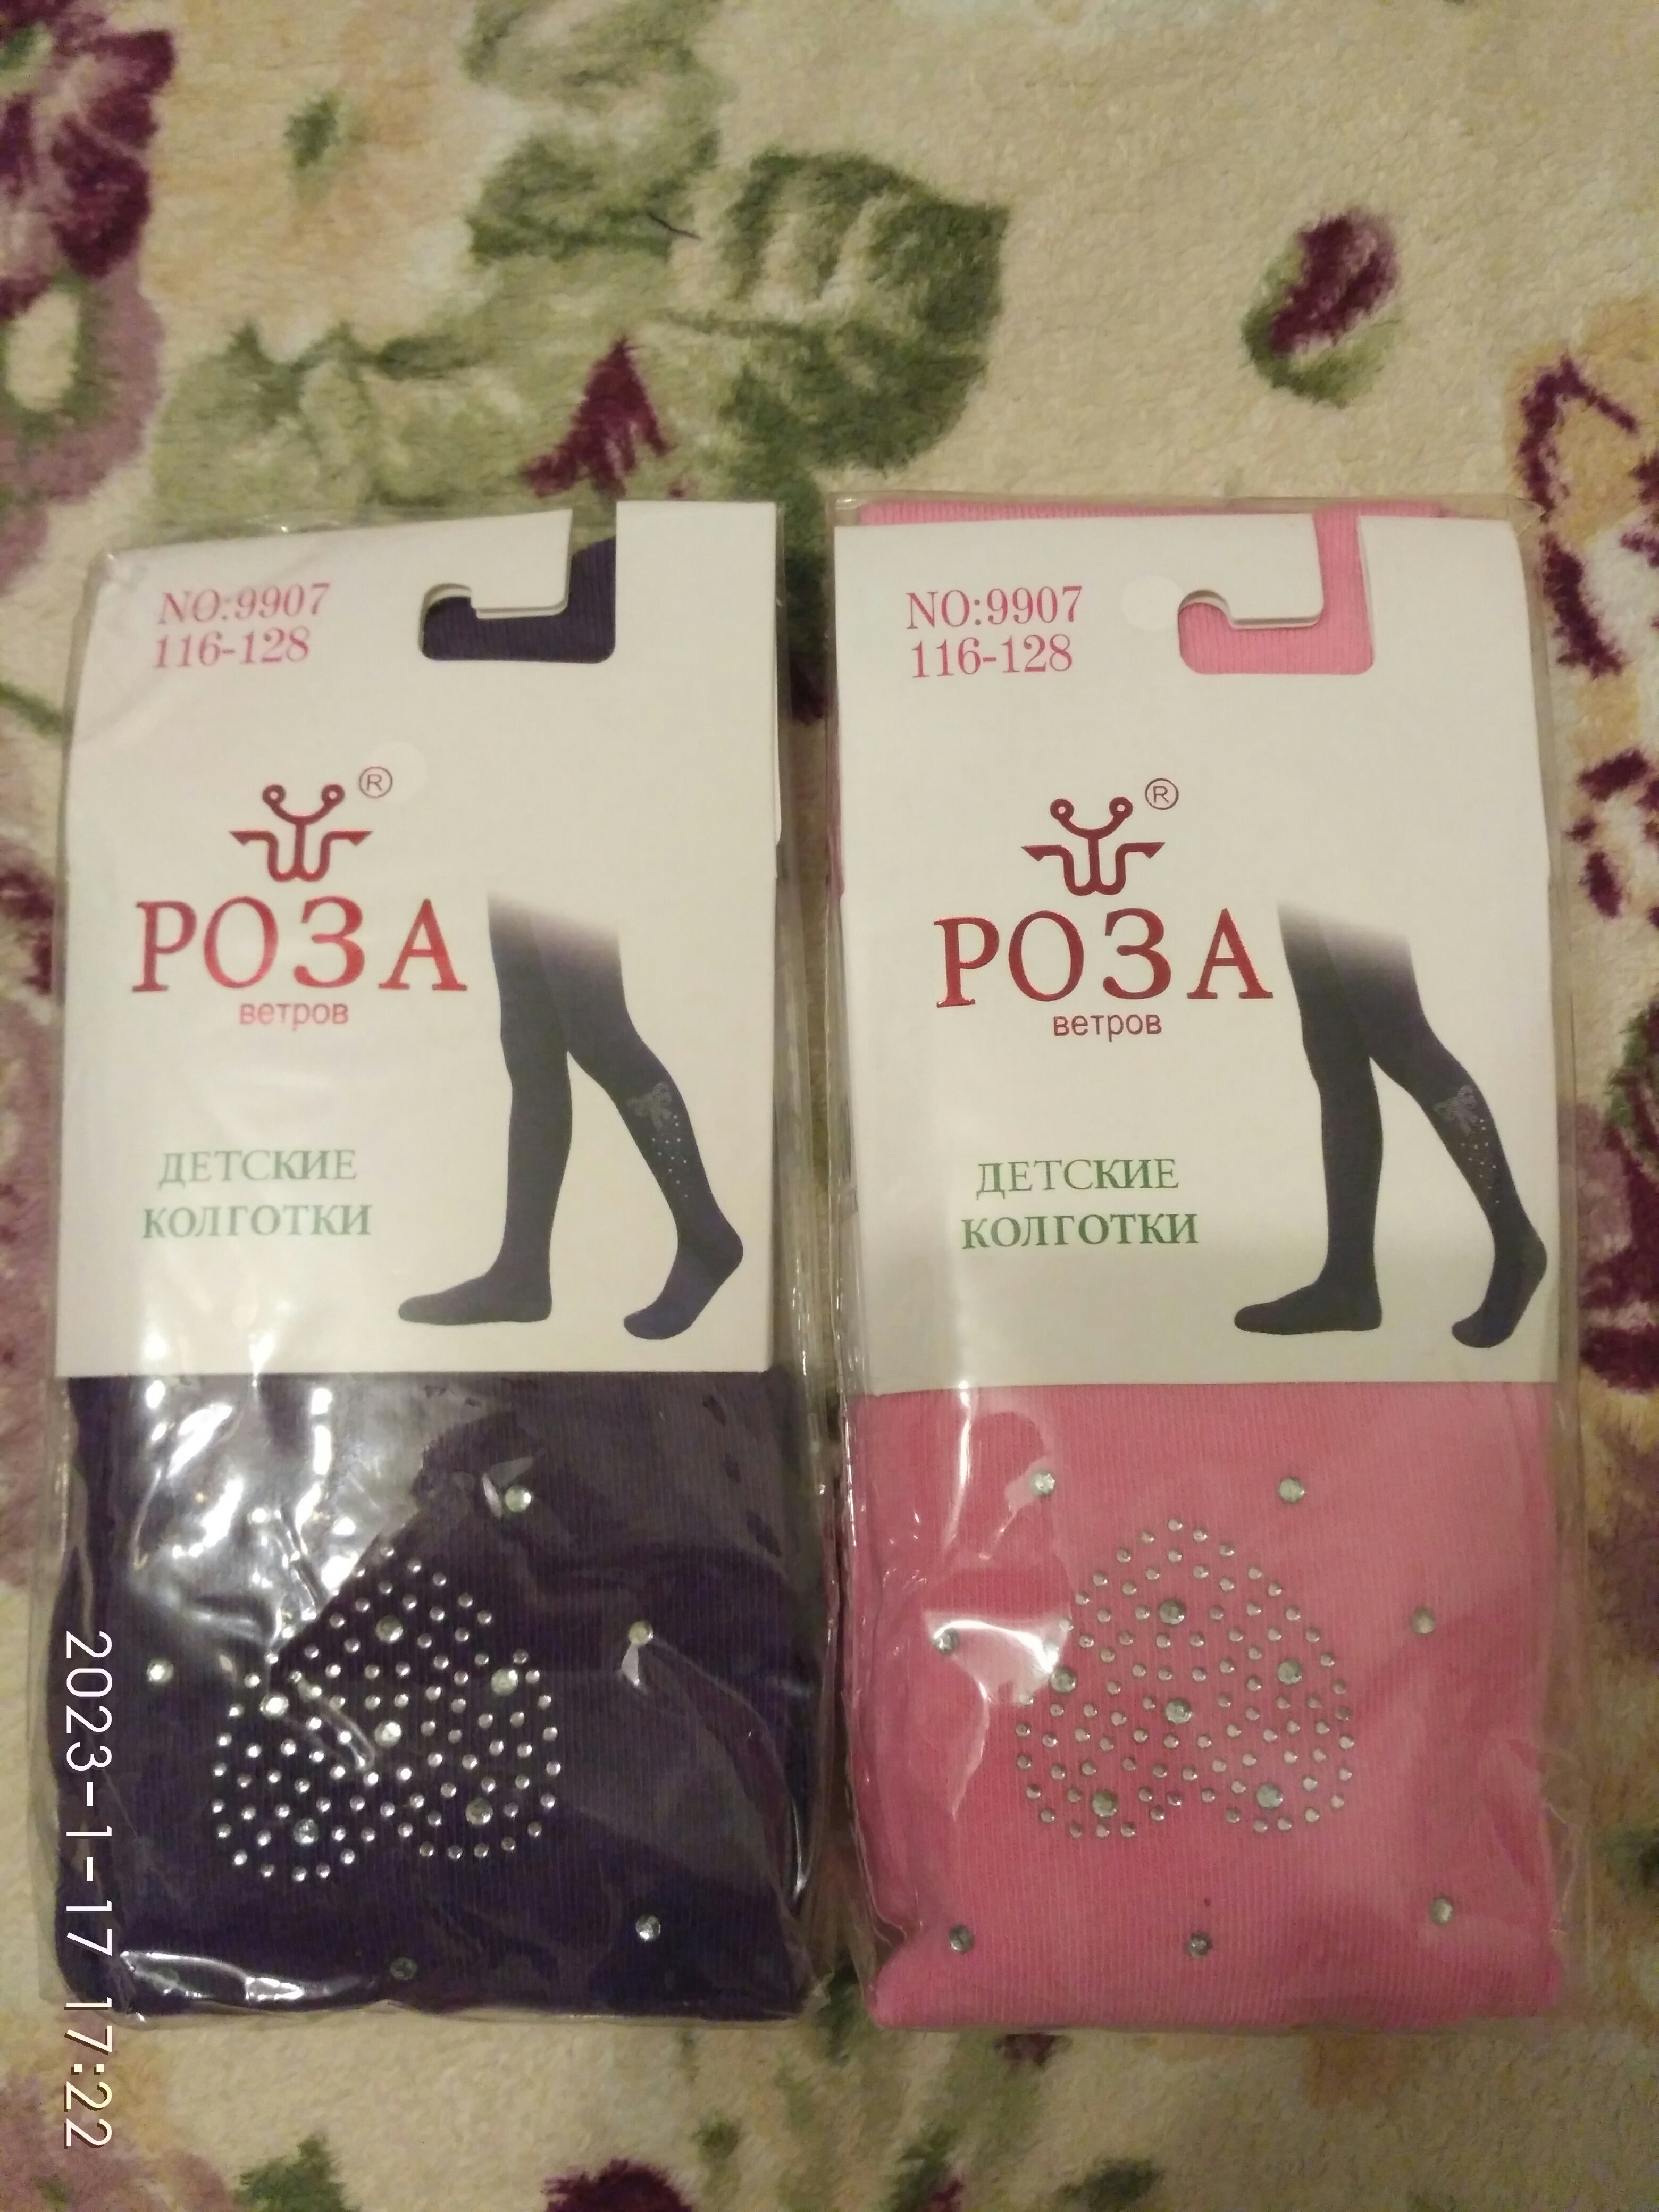 NO:9907
116-128
®
РОЗА
ветров
ДЕТСКИЕ
КОЛГОТКИ
NO:9907
116-128
®
РОЗА
ветров
ДЕТСКИЕ
КОЛГОТКИ
2023-1-17 17:22